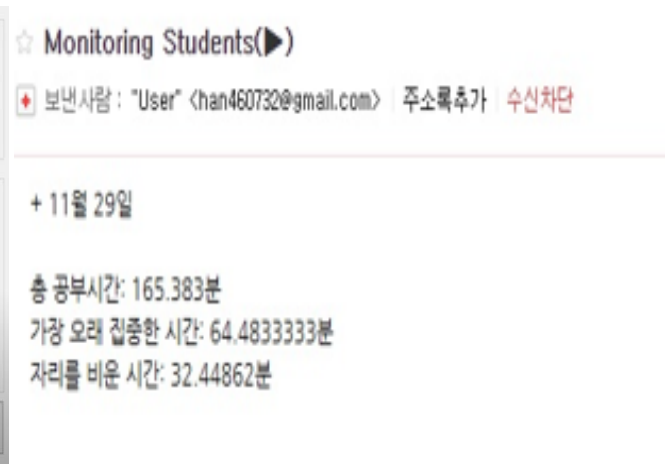 ☆ Monitoring Students(▶)
보낸사람 : "User" <han460732@gmail.com> 주소록추가 수신차단
+ 11월 29일
총 공부시간: 165.383분
가장 오래 집중한 시간: 64.4833333분
자리를 비운 시간: 32.44862분